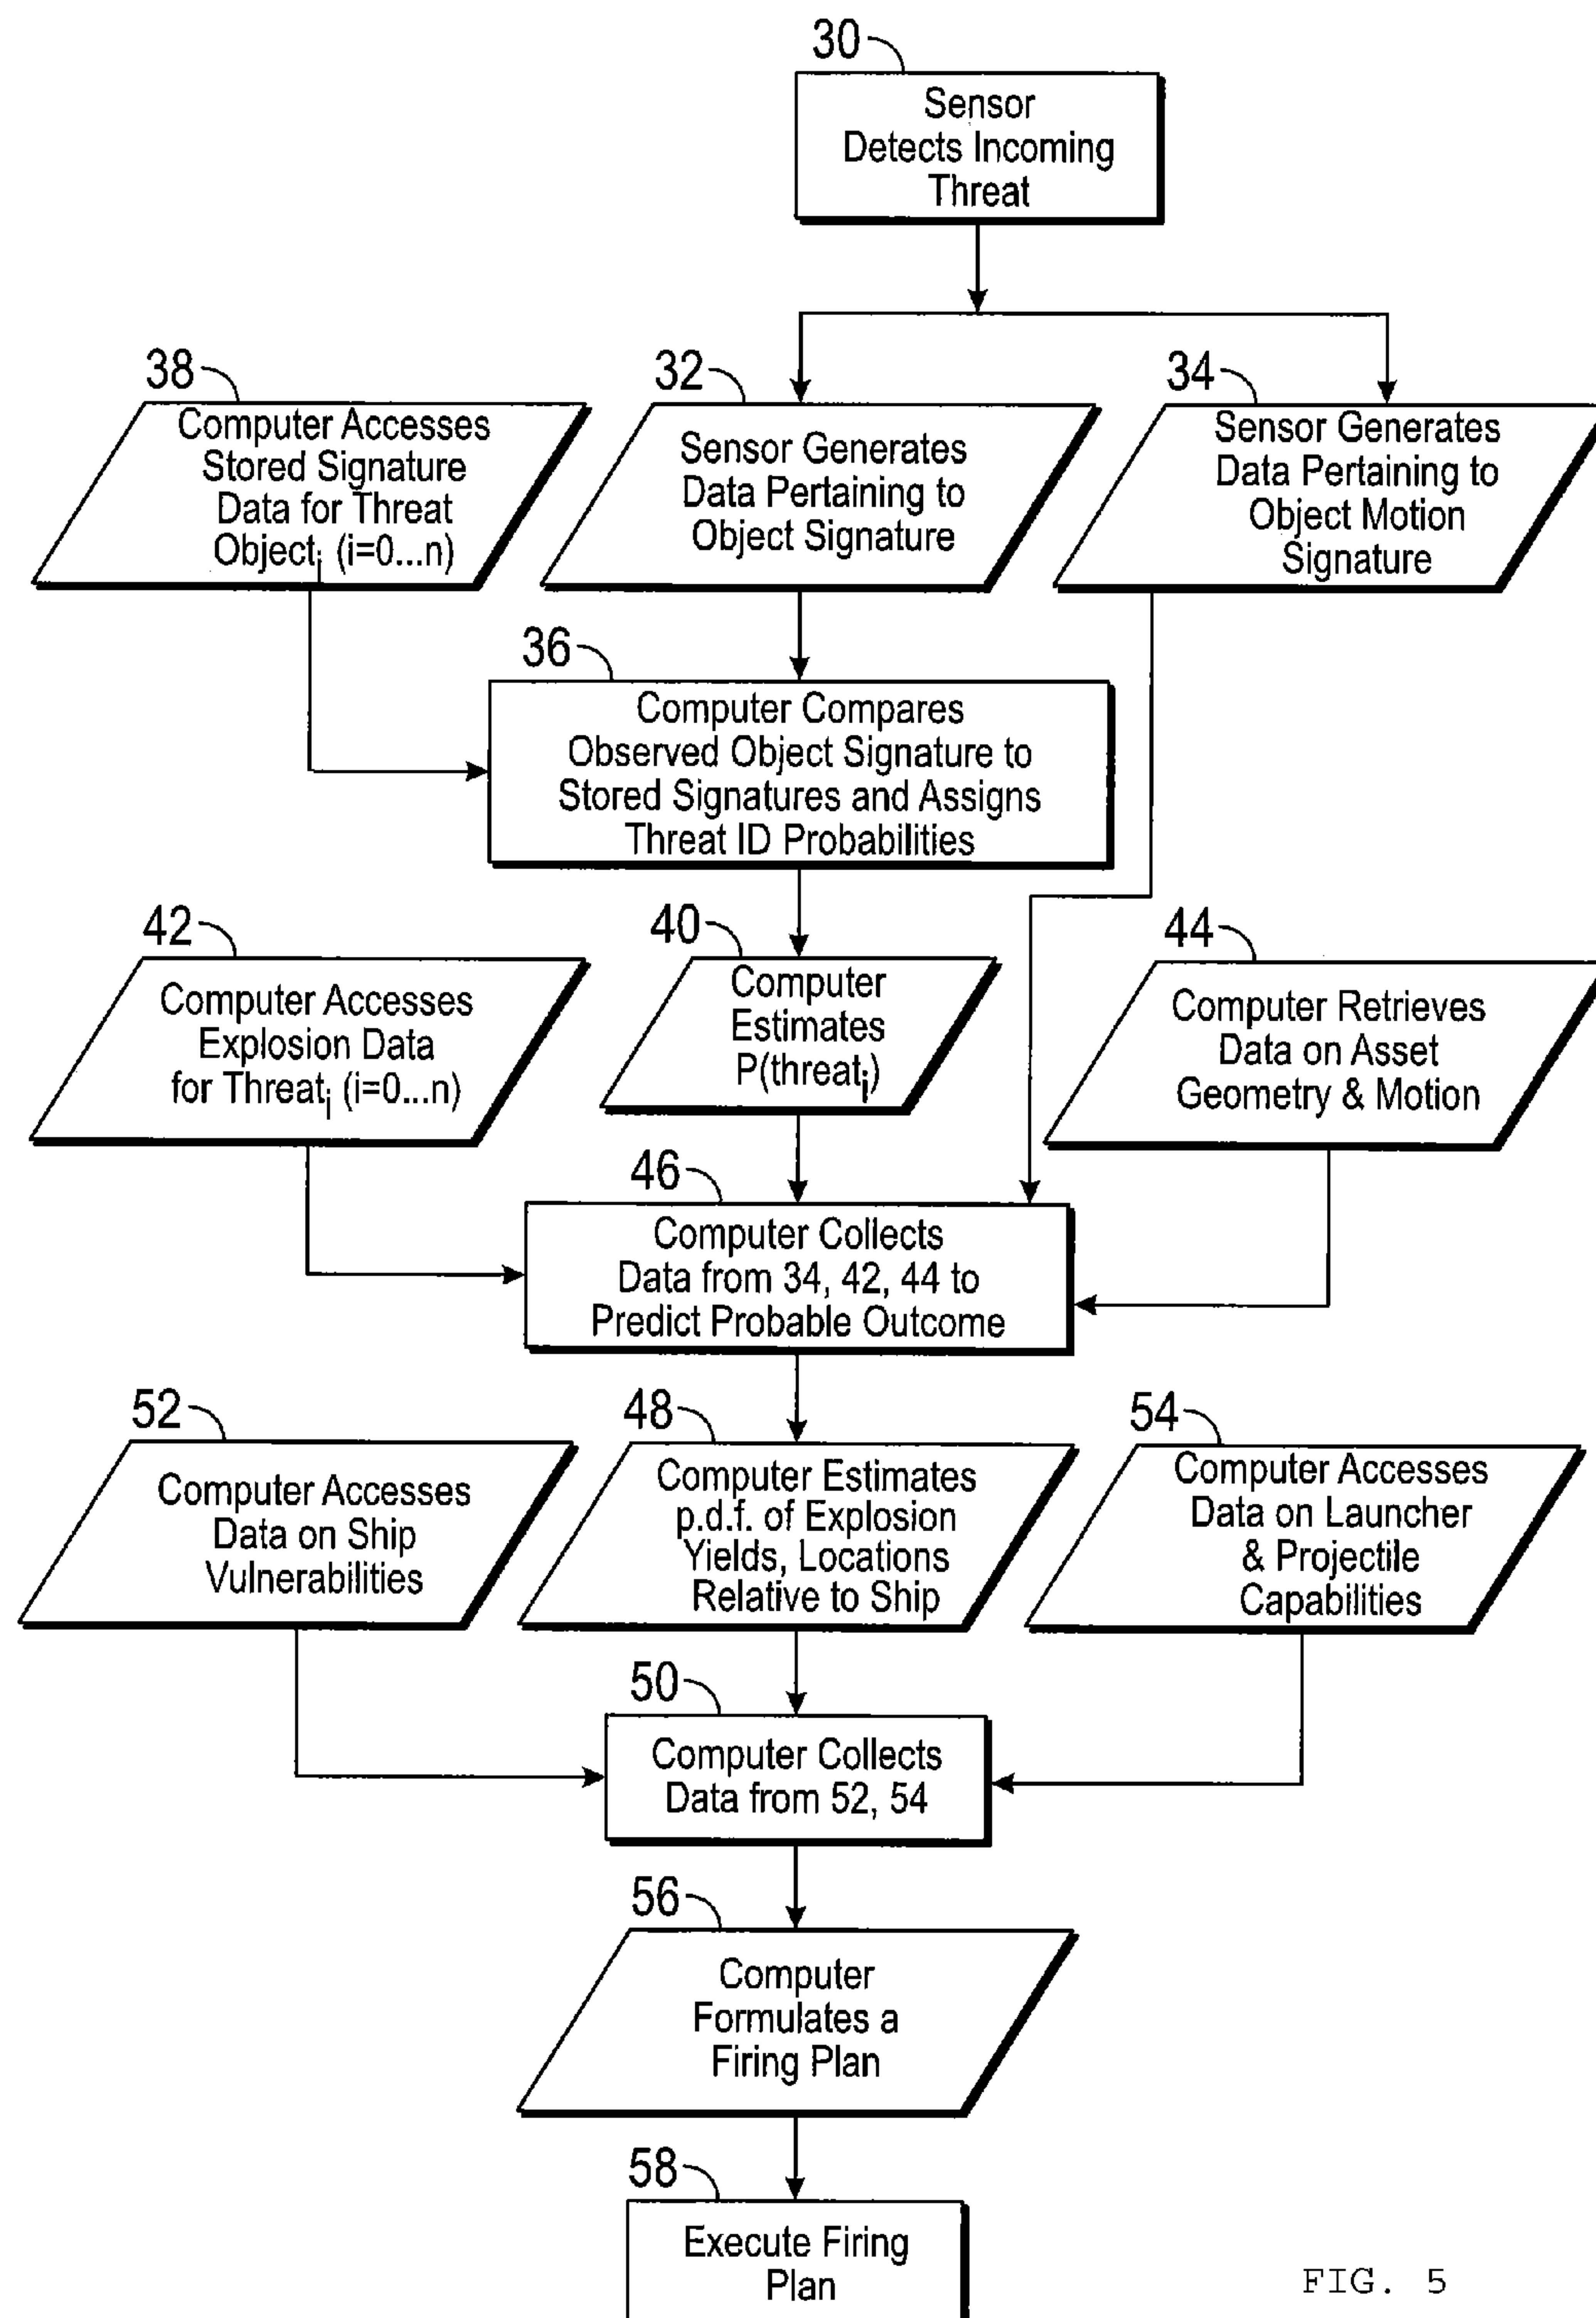 30
Sensor
Detects Incoming
Threat
38
Computer Accesses
Stored Signature
Data for Threat
Object i (i=0...n)
32
Sensor Generates
Data Pertaining to
Object Signature
34
Sensor Generates
Data Pertaining to
Object Motion
Signature
36
Computer Compares
Observed Object Signature to
Stored Signatures and Assigns
Threat ID Probabilities
42
Computer Accesses
Explosion Data
for Threat i (i=0...n)
40
Computer
Estimates
P(threat i)
44
Computer Retrieves
Data on Asset
Geometry & Motion
46
Computer Collects
Data from 34, 42, 44 to
Predict Probable Outcome
52
Computer Accesses
Data on Ship
Vulnerabilities
48
Computer Estimates
p.d.f. of Explosion
Yields, Locations
Relative to Ship
54
Computer Accesses
Data on Launcher
& Projectile
Capabilities
50
Computer Collects
Data from 52, 54
56
Computer
Formulates a
Firing Plan
58
Execute Firing
Plan
FIG. 5